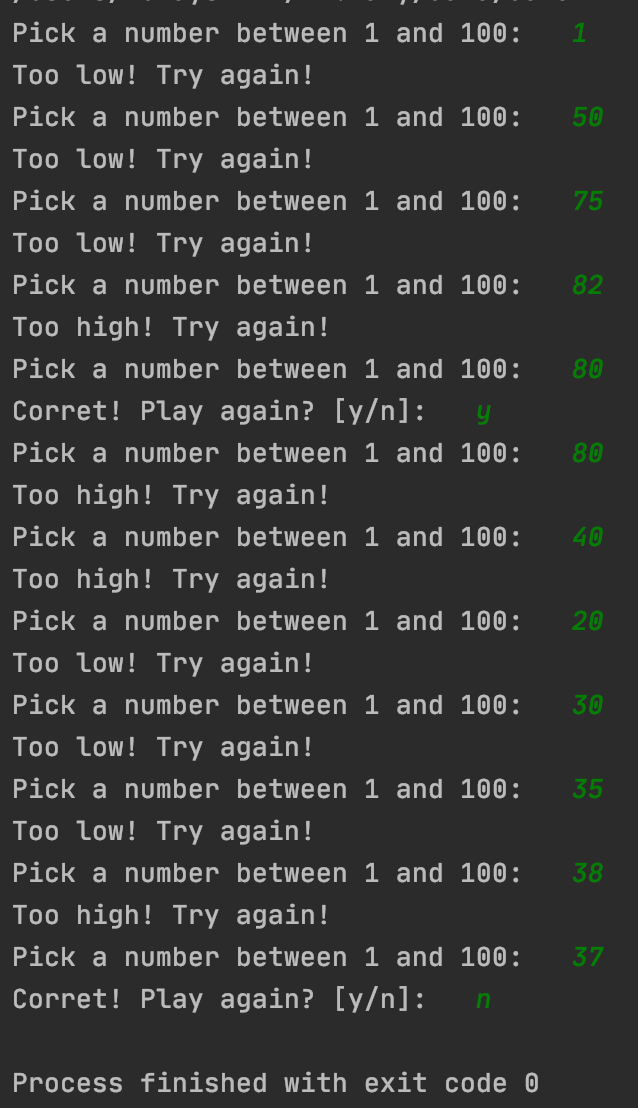 Pick a number between 1 and 100: 1
Too low! Try again!
Pick a number between 1 and 100: 50
Too low! Try again!
Pick a number between 1 and 100: 75
Too low! Try again!
Pick a number between 1 and 100: 82
Too high! Try again!
Pick a number between 1 and 100: 80
Corret! Play again? [y/n]: y
Pick a number between 1 and 100: 80
Too high! Try again!
Pick a number between 1 and 100: 40
Too high! Try again!
Pick a number between 1 and 100: 20
Too low! Try again!
Pick a number between 1 and 100: 30
Too low! Try again!
Pick a number between 1 and 100: 35
Too low! Try again!
Pick a number between 1 and 100: 38
Too high! Try again!
Pick a number between 1 and 100: 37
Corret! Play again? [y/n]: n
Process finished with exit code 0